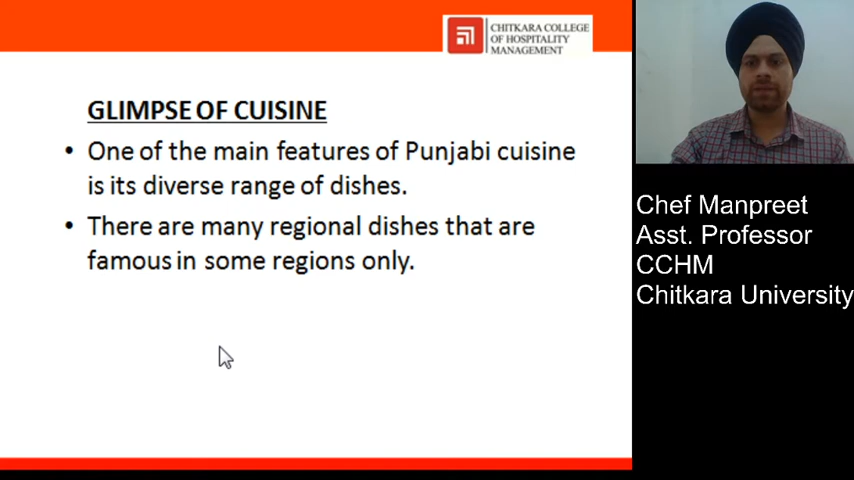 CHITKARA COLLEGE
OF HOSPITALITY
MANAGEMENT
GLIMPSE OF CUISINE
• One of the main features of Punjabi cuisine
is its diverse range of dishes.
• There are many regional dishes that are
famous in some regions only.
Chef Manpreet
Asst. Professor
CCHM
Chitkara University